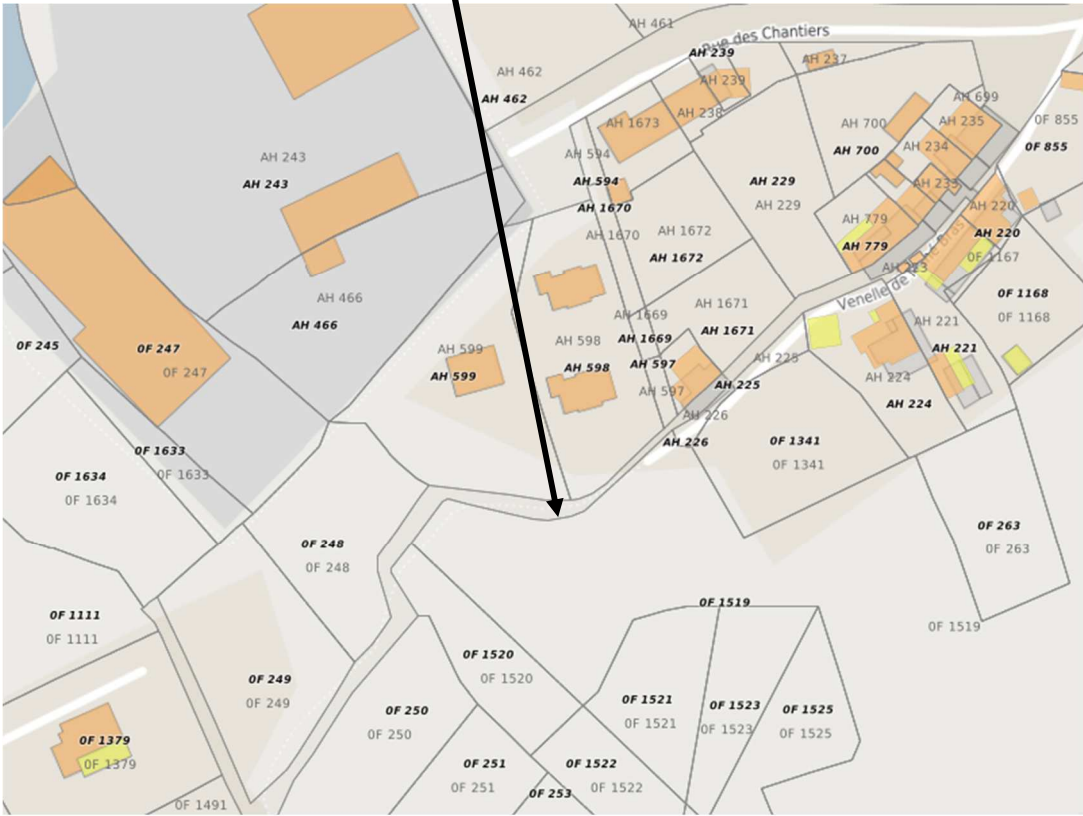 AH 461
Rue des Chantiers
AH 239
AH 237
AH 462
AH 239
AH 462
AH 699
AH 238
AH 1673
AH 700
AH 235
0F 855
AH 243
AH 594
AH 700
AH 234
0F 855
AH 243
AH 594
AH 229
AH 233
AH 1670
AH 229
AH 220
AH 1670
AH 1672
AH 779
AH 220
AH 1672
AH 779
0F 1167
AH 223
AH 466
Venelle de
Bras
0F 1168
AH 466
AH 1669
AH 1671
0F 1168
AH 221
0F 245
0F 247
AH 599
AH 598
AH 1669
AH 1671
AH 221
0F 247
AH 599
AH 598
AH 597
AH 225
AH 224
AH 597
AH 225
AH 224
AH 226
0F 1633
AH 226
0F 1341
0F 1634
0F 1633
0F 1341
0F 1634
0F 263
0F 248
0F 263
0F 248
0F 1111
0F 1519
0F 1111
0F 1519
0F 249
0F 1520
0F 249
0F 1520
0F 250
0F 1521
0F 1523
0F 1525
0F 250
0F 1521
0F 1523
0F 1525
0F 1379
0F 1379
0F 251
0F 1522
0F 251
0F 253
0F 1522
0F 1491